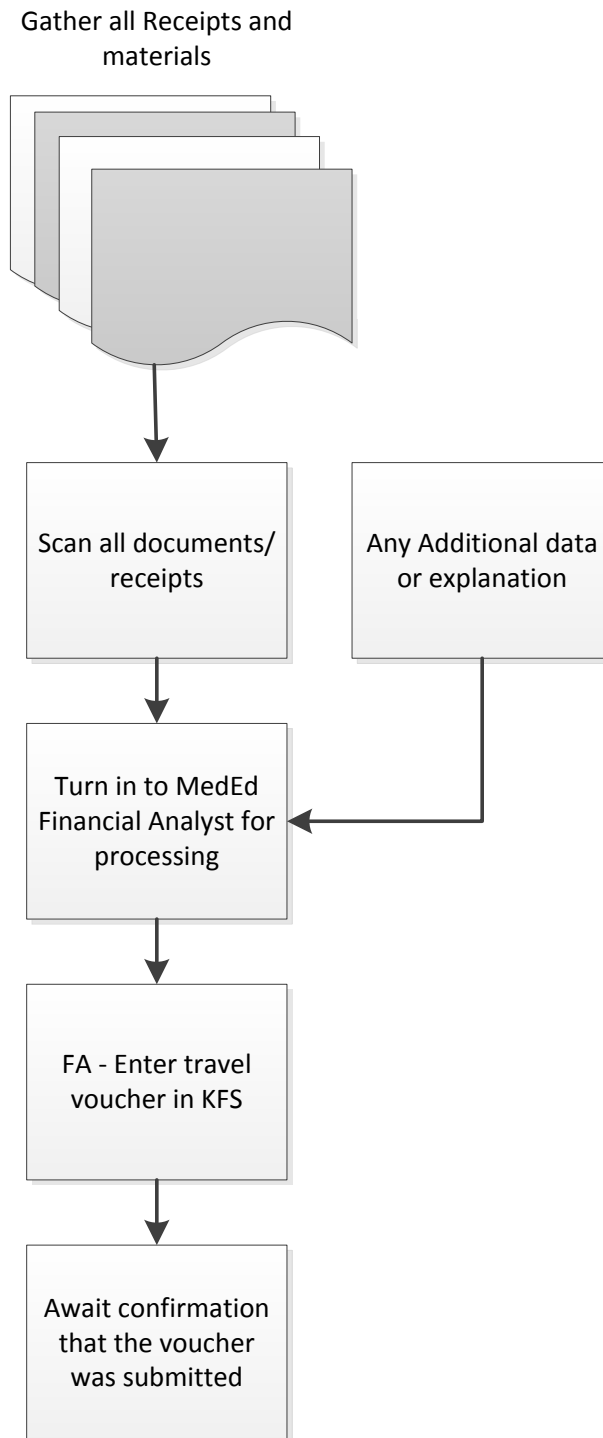 Gather all Receipts and
materials
Scan all documents/
receipts
Any Additional data
or explanation
Turn in to MedEd
Financial Analyst for
processing
FA - Enter travel
voucher in KFS
Await confirmation
that the voucher
was submitted